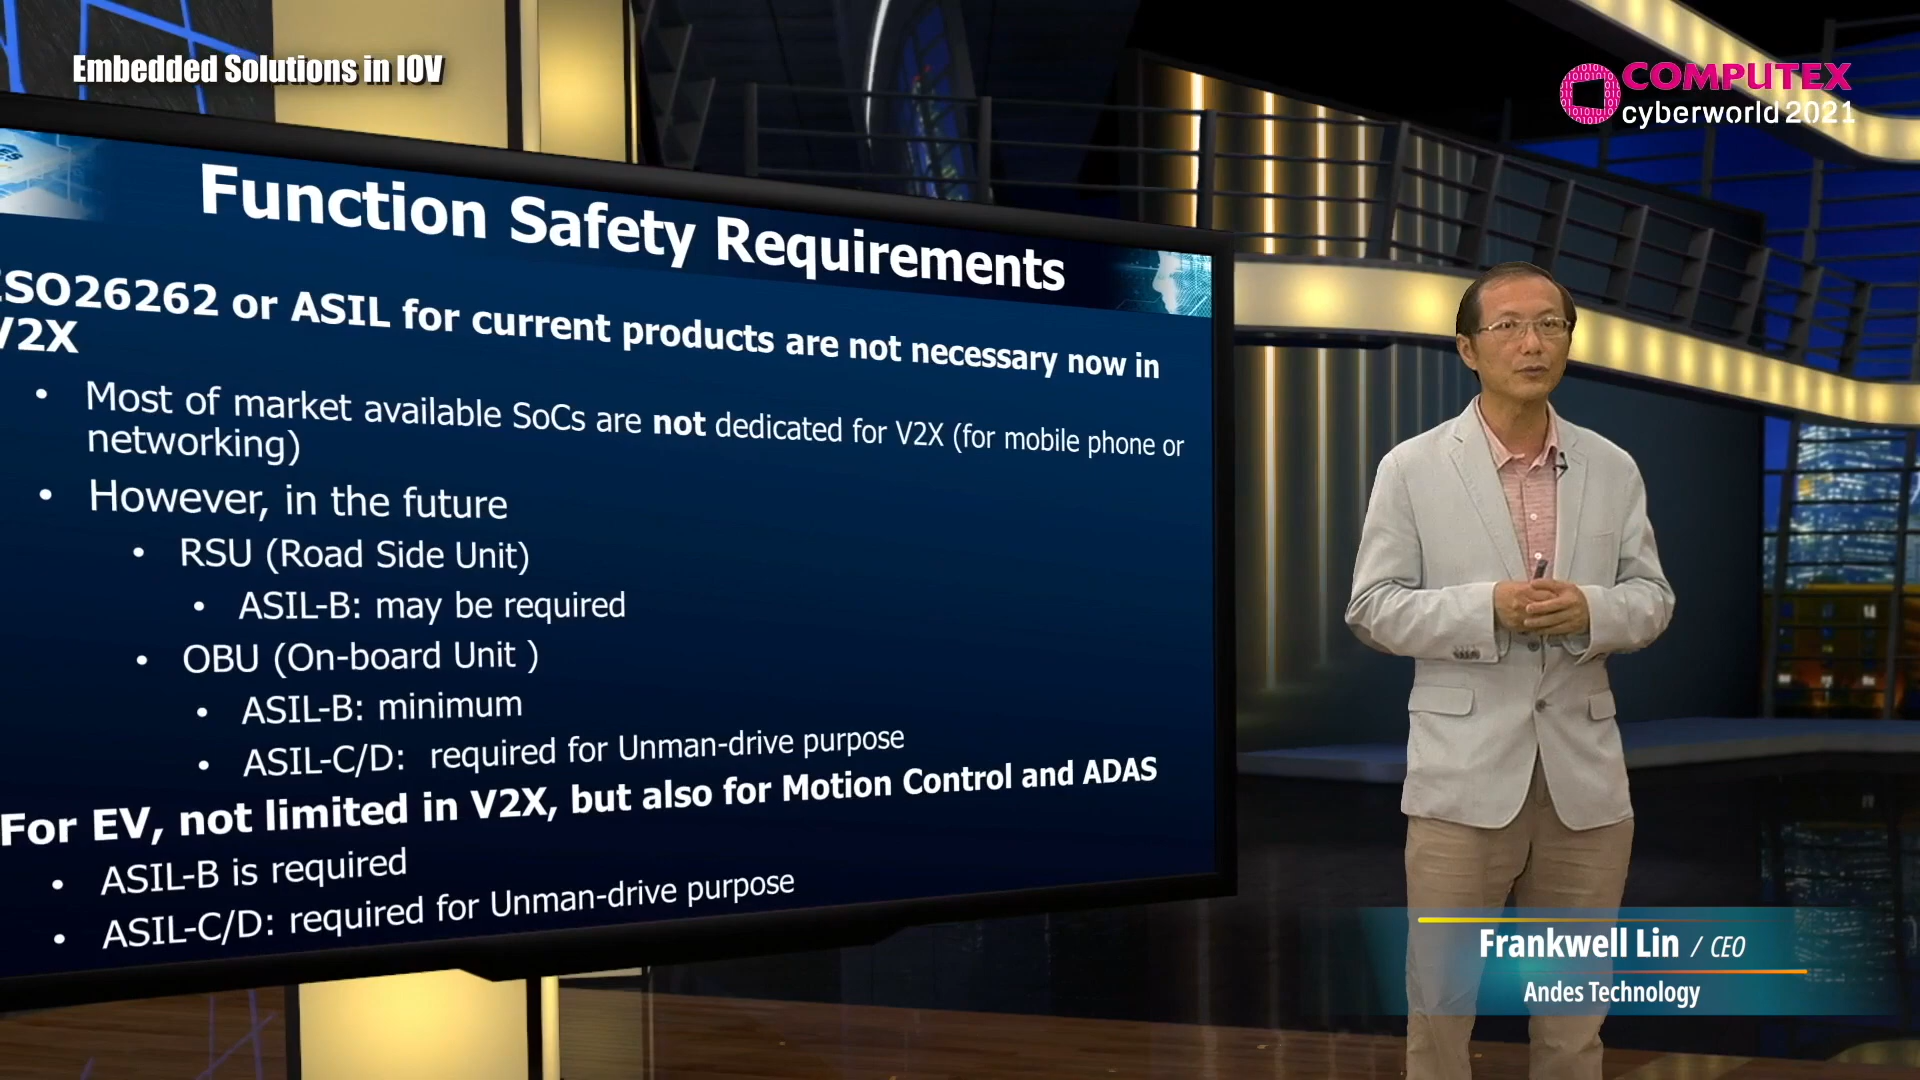 Embedded Solutions in IOV
COMPUTEX
cyberworld 2021
Function Safety Requirements
ISO26262 or ASIL for current products are not necessary now in
V2X
• Most of market available SoCs are not dedicated for V2X (for mobile phone or
networking)
• However, in the future
• RSU (Road Side Unit)
• ASIL-B: may be required
• OBU (On-board Unit )
• ASIL-B: minimum
• ASIL-C/D: required for Unman-drive purpose
For EV, not limited in V2X, but also for Motion Control and ADAS
• ASIL-B is required
• ASIL-C/D: required for Unman-drive purpose
Frankwell Lin / CEO
Andes Technology